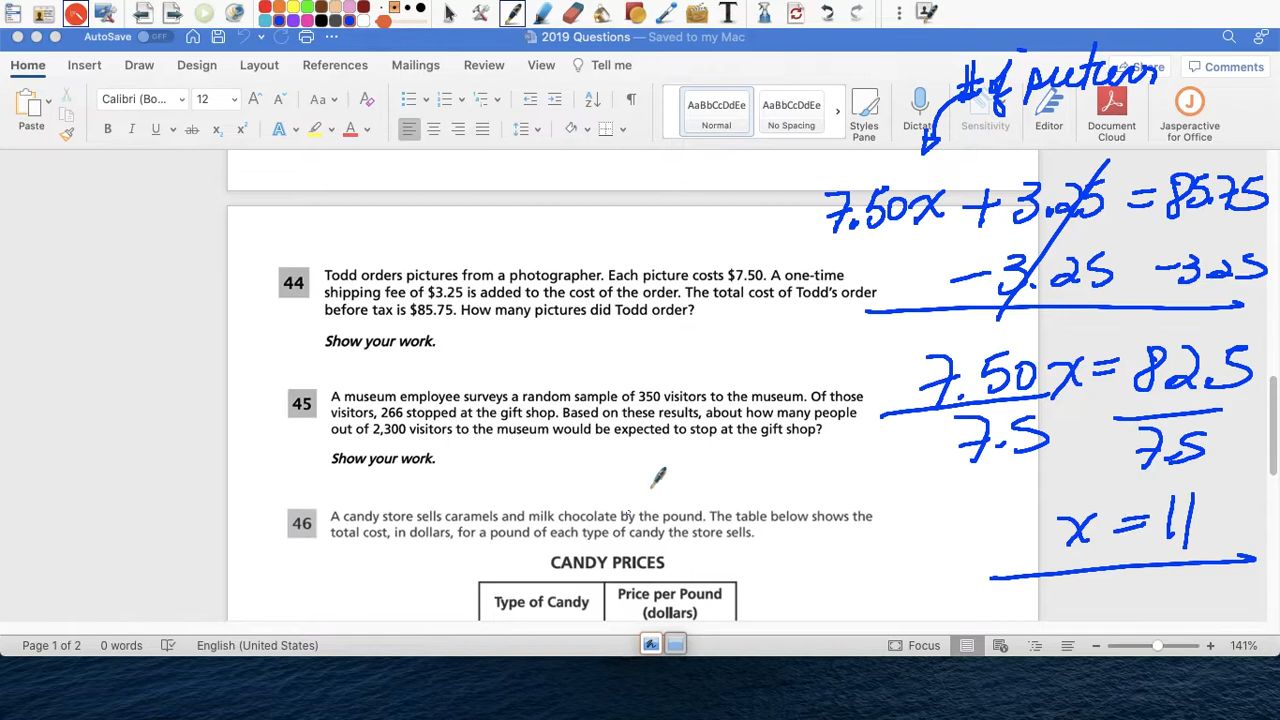 AutoSave OFF
2019 Questions — Saved to my Mac
Home Insert Draw Design Layout References Mailings Review View Tell me Share Comments
Paste
Calibri (Bo... 12
AaBbCcDdEe
Normal
AaBbCcDdEe
No Spacing
Styles Pane
Dictate
Sensitivity
Editor
Document Cloud
Jasperactive for Office
# of pictures
7.50x + 3.25 = 85.75
- 3.25 -3.25
7.50x = 82.5
7.5 7.5
x = 11
44 Todd orders pictures from a photographer. Each picture costs $7.50. A one-time
shipping fee of $3.25 is added to the cost of the order. The total cost of Todd's order
before tax is $85.75. How many pictures did Todd order?
Show your work.
45 A museum employee surveys a random sample of 350 visitors to the museum. Of those
visitors, 266 stopped at the gift shop. Based on these results, about how many people
out of 2,300 visitors to the museum would be expected to stop at the gift shop?
Show your work.
46 A candy store sells caramels and milk chocolate by the pound. The table below shows the
total cost, in dollars, for a pound of each type of candy the store sells.
CANDY PRICES
Type of Candy
Price per Pound
(dollars)
Page 1 of 2 0 words English (United States) Focus 141%